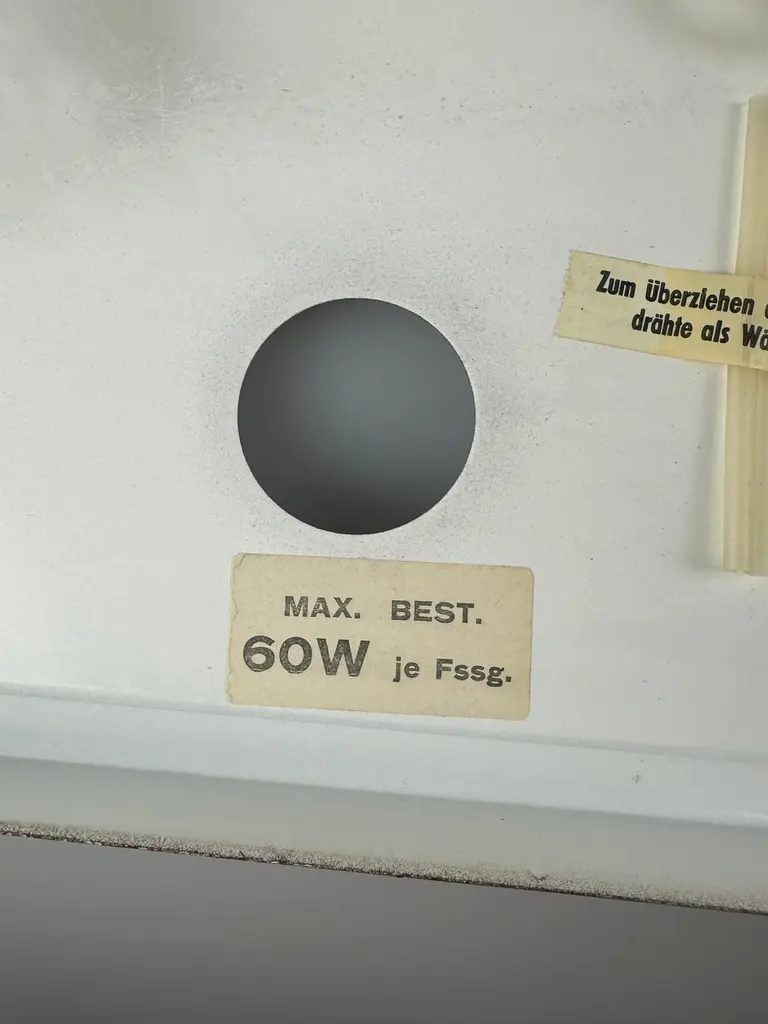 Zum Überziehen
drähte als
MAX. BEST.
60W je Fssg.